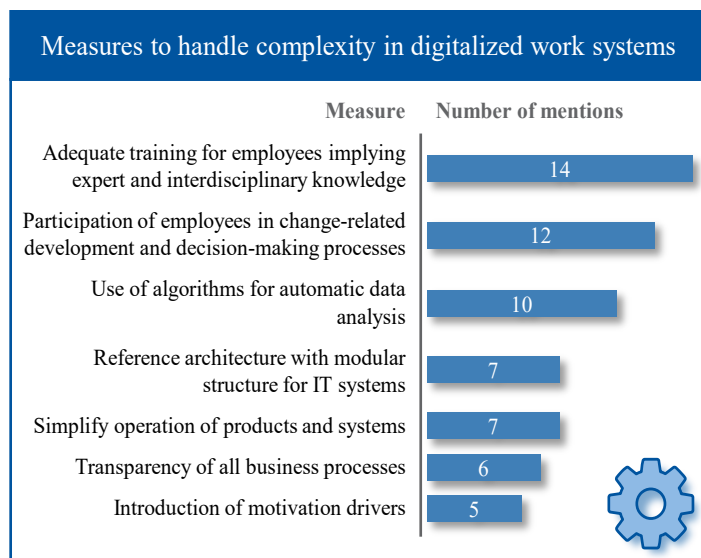 Measures to handle complexity in digitalized work systems
Measure Number of mentions
Adequate training for employees implying
expert and interdisciplinary knowledge
14
Participation of employees in change-related
development and decision-making processes
12
Use of algorithms for automatic data
analysis
10
Reference architecture with modular
structure for IT systems
7
Simplify operation of products and systems
7
Transparency of all business processes
6
Introduction of motivation drivers
5